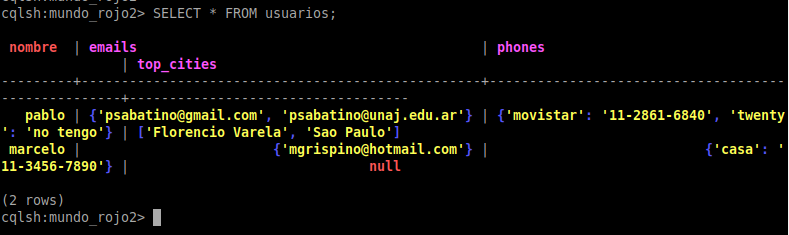 cqlsh:mundo_rojo2> SELECT * FROM usuarios;
nombre | emails | phones
| top_cities
---------+--------------------------------------------------+-------------------------------------
---------------+-----------------------------------
pablo | {'psabatino@gmail.com', 'psabatino@unaj.edu.ar'} | {'movistar': '11-2861-6840', 'twenty
': 'no tengo'} | ['Florencio Varela', 'Sao Paulo']
marcelo | {'mgrispino@hotmail.com'} | {'casa': '
11-3456-7890'} | null
(2 rows)
cqlsh:mundo_rojo2>